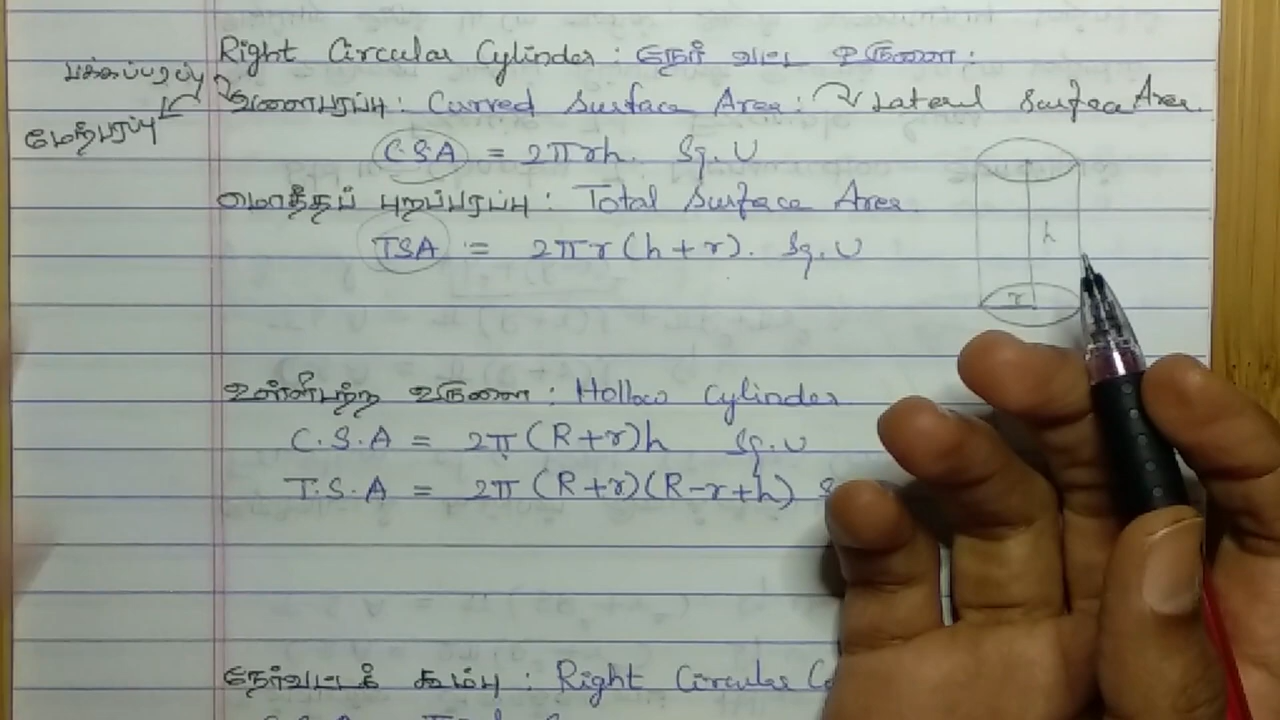 Right Circular Cylinder : நேர் வட்ட உருளை :
பக்கப்பரப்பு
வளைபரப்பு : Curved Surface Area : Lateral Surface Area.
மேற்பரப்பு
C.S.A = 2πrh. Sq. U
மொத்தப் புறப்பரப்பு : Total Surface Area
TSA = 2πr(h+r). Sq. U
h
r
உள்ளீடற்ற உருளை : Hollow Cylinder
C.S.A = 2π(R+r)h Sq. U
T.S.A = 2π(R+r)(R-r+h)
நேர்வட்டக் கூம்பு : Right Circular